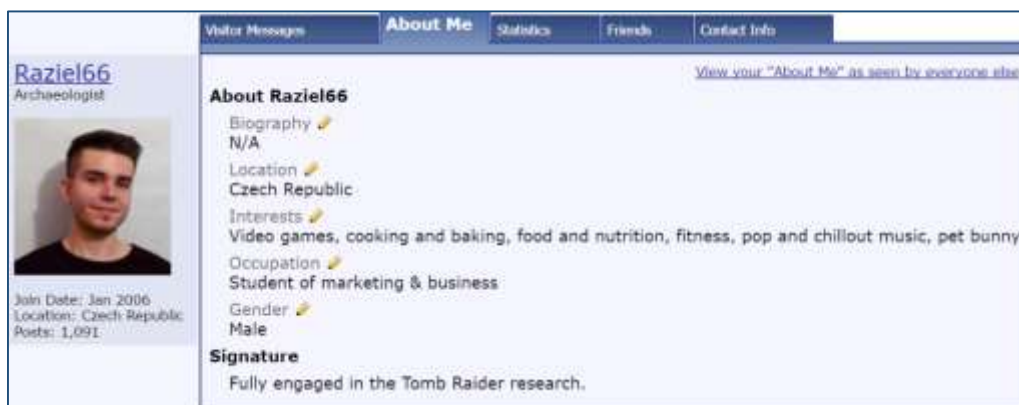 Visitor Messages About Me Statistics Friends Contact Info
Raziel66
Archaeologist
Join Date: Jan 2006
Location: Czech Republic
Posts: 1,091
View your "About Me" as seen by everyone else
About Raziel66
Biography
N/A
Location
Czech Republic
Interests
Video games, cooking and baking, food and nutrition, fitness, pop and chillout music, pet bunny
Occupation
Student of marketing & business
Gender
Male
Signature
Fully engaged in the Tomb Raider research.